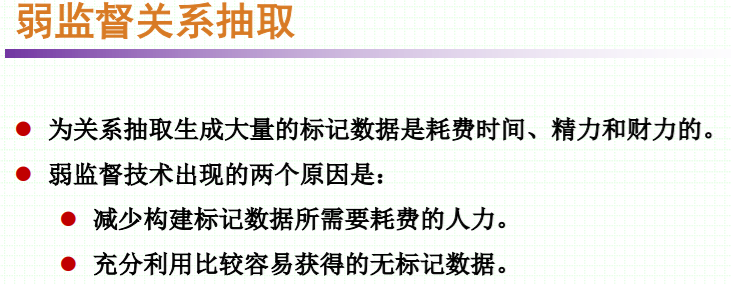 弱监督关系抽取
为关系抽取生成大量的标记数据是耗费时间、精力和财力的。
弱监督技术出现的两个原因是：
减少构建标记数据所需要耗费的人力。
充分利用比较容易获得的无标记数据。